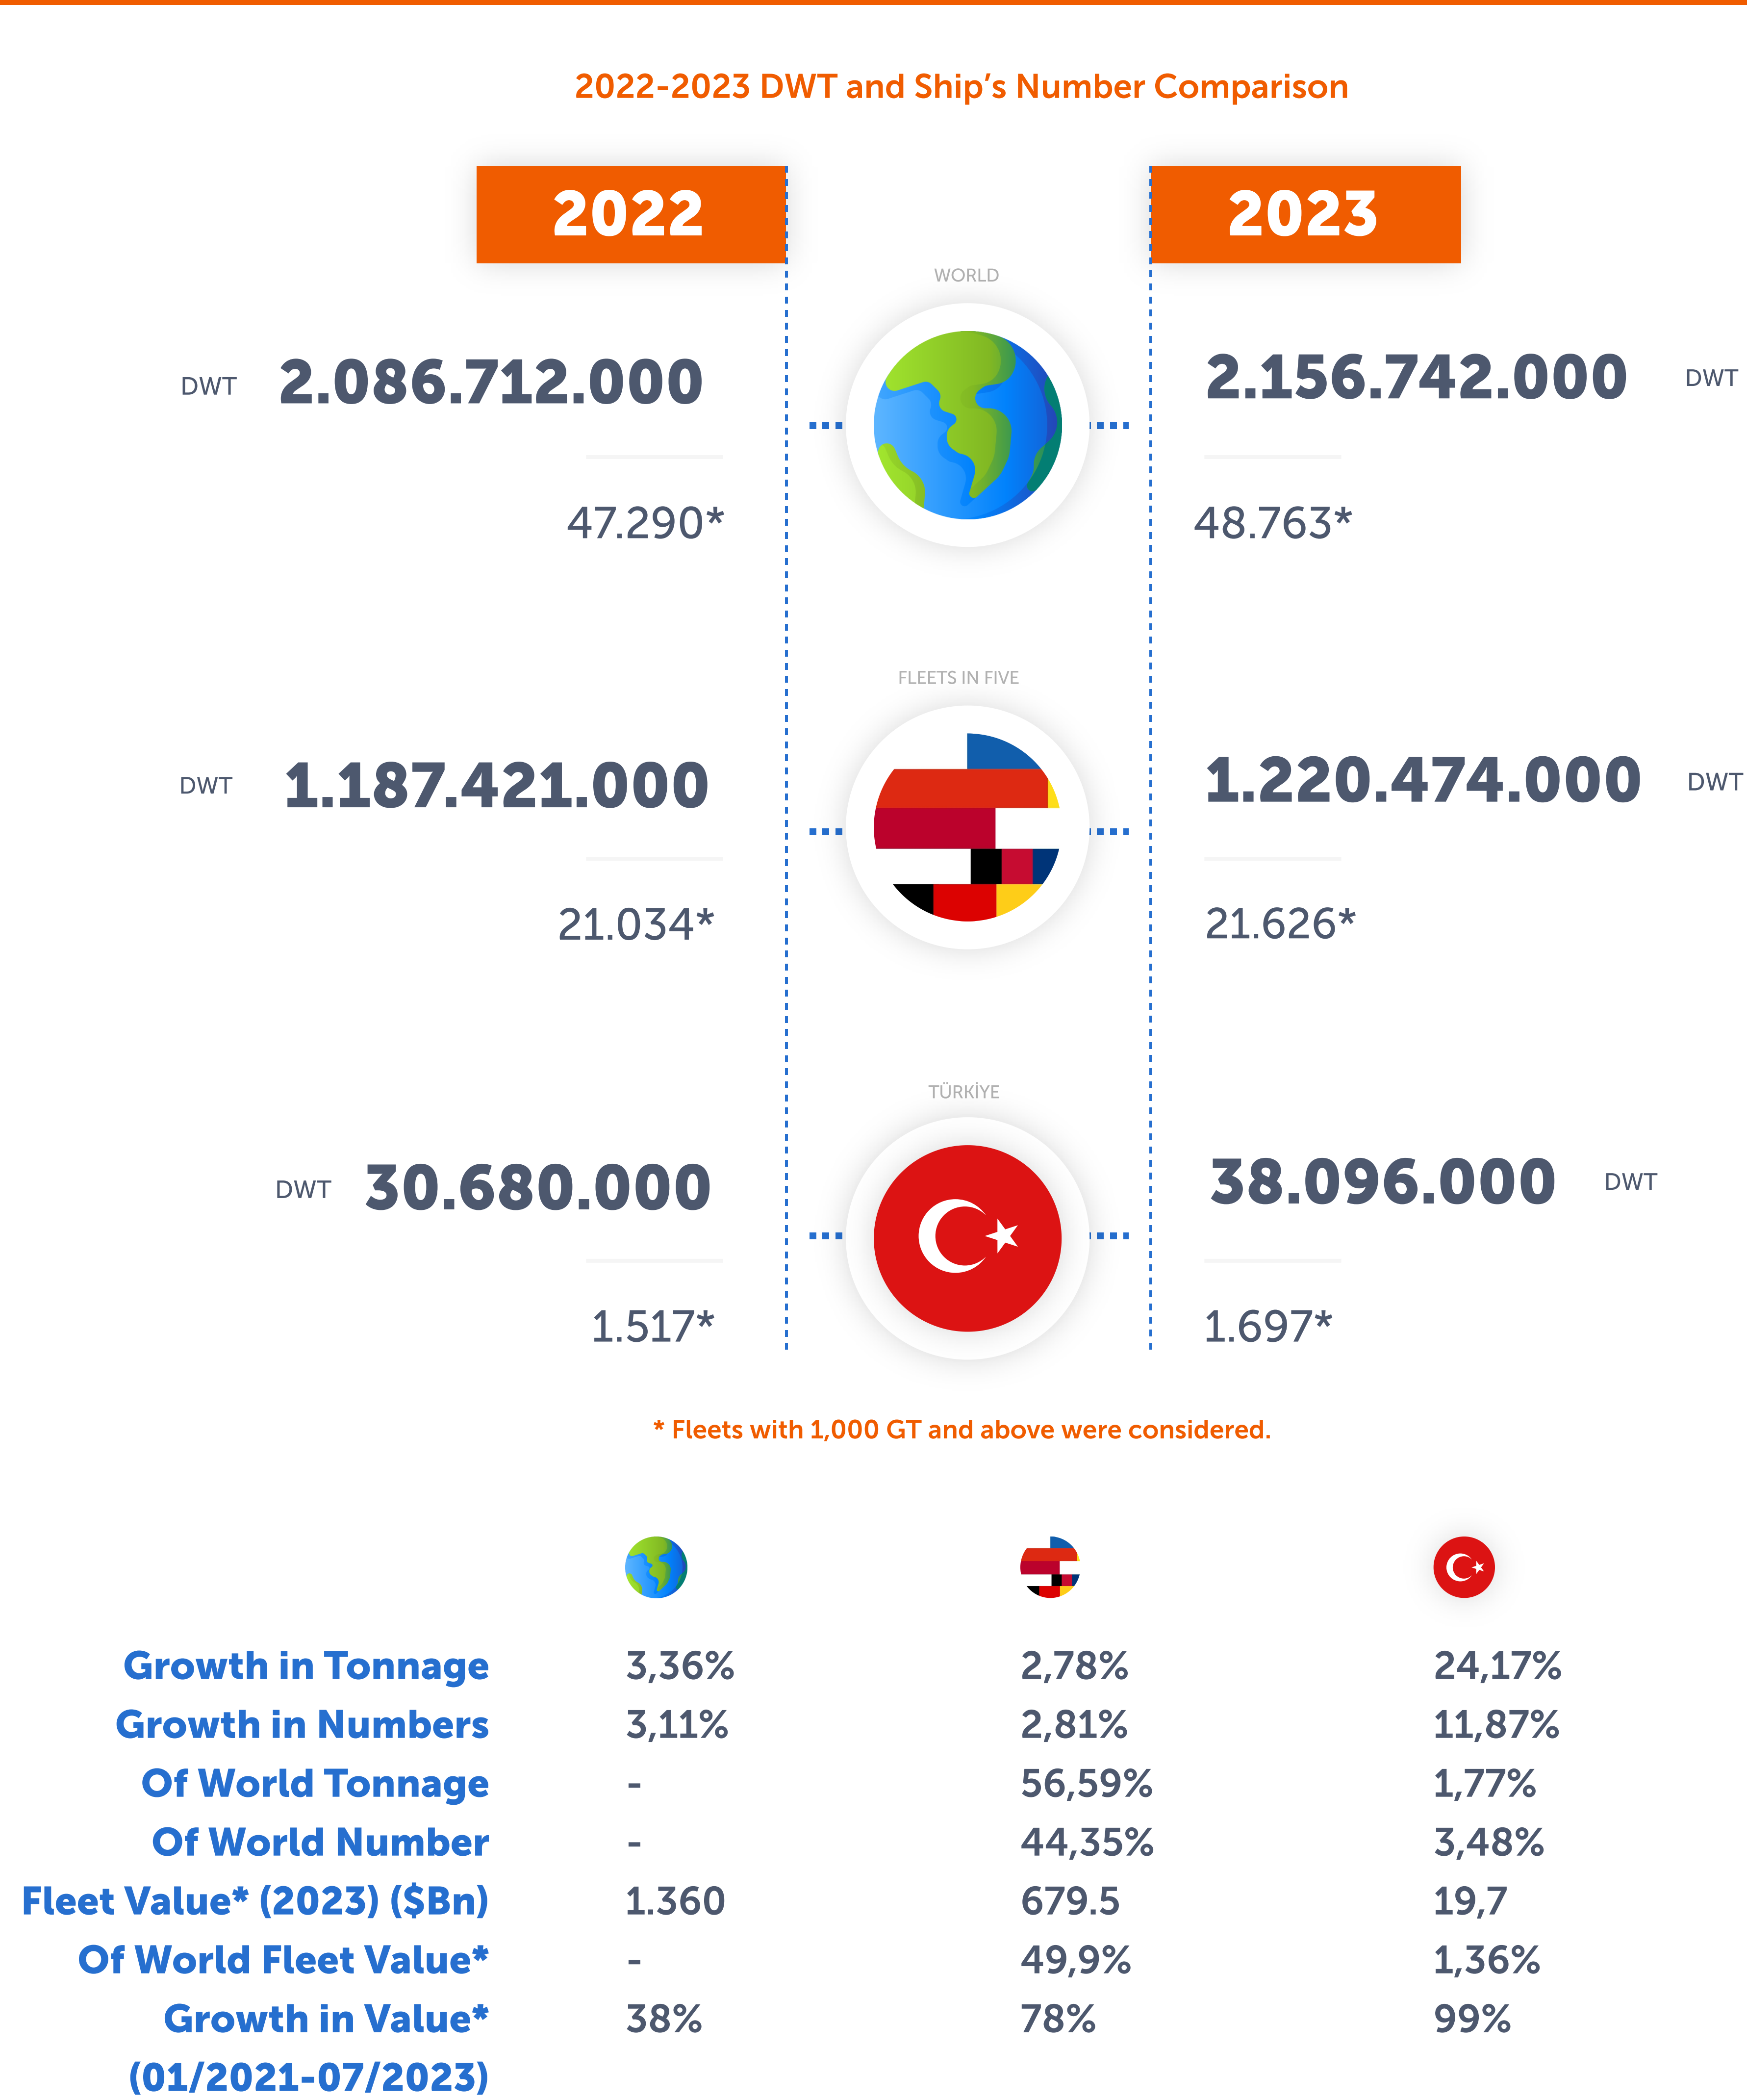 2022-2023 DWT and Ship's Number Comparison
2022
2023
WORLD
DWT 2.086.712.000
2.156.742.000 DWT
47.290*
48.763*
FLEETS IN FIVE
DWT 1.187.421.000
1.220.474.000 DWT
21.034*
21.626*
TÜRKİYE
DWT 30.680.000
38.096.000 DWT
1.517*
1.697*
* Fleets with 1,000 GT and above were considered.
Growth in Tonnage 3,36% 2,78% 24,17%
Growth in Numbers 3,11% 2,81% 11,87%
Of World Tonnage - 56,59% 1,77%
Of World Number - 44,35% 3,48%
Fleet Value* (2023) ($Bn) 1.360 679.5 19,7
Of World Fleet Value* - 49,9% 1,36%
Growth in Value* 38% 78% 99%
(01/2021-07/2023)